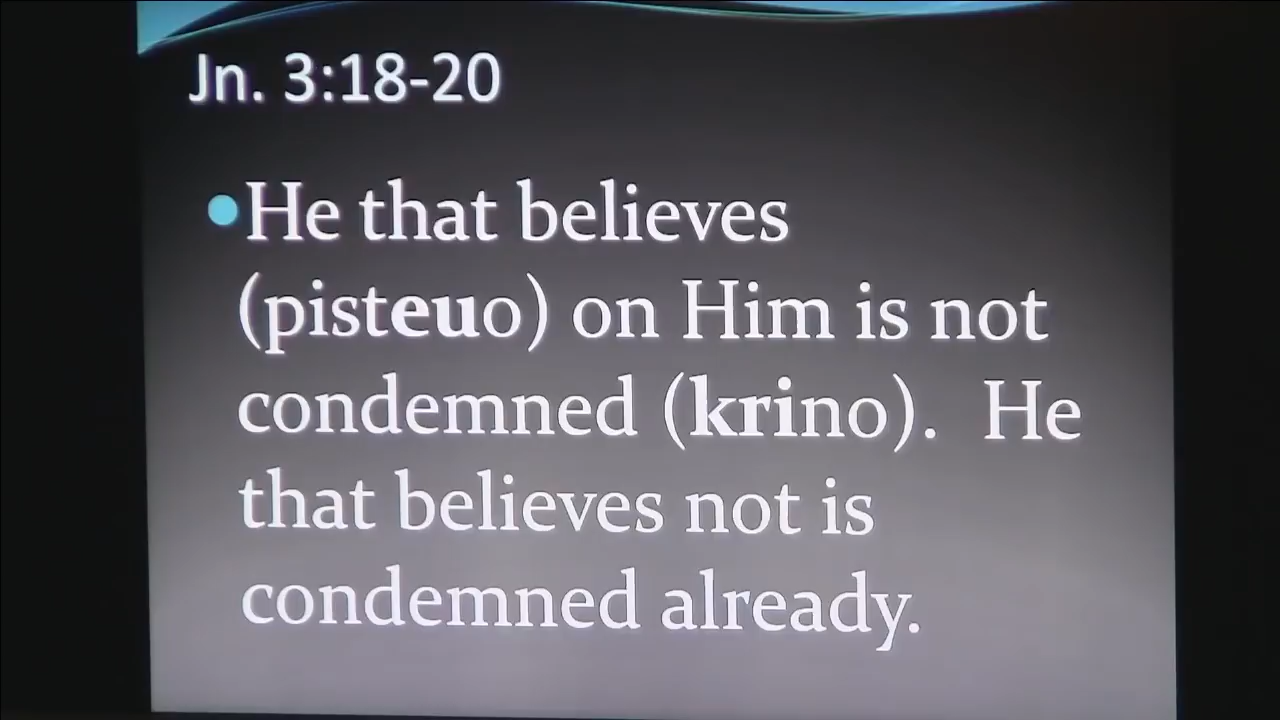 Jn. 3:18-20
•He that believes
(pisteuo) on Him is not
condemned (krino).  He
that believes not is
condemned already.